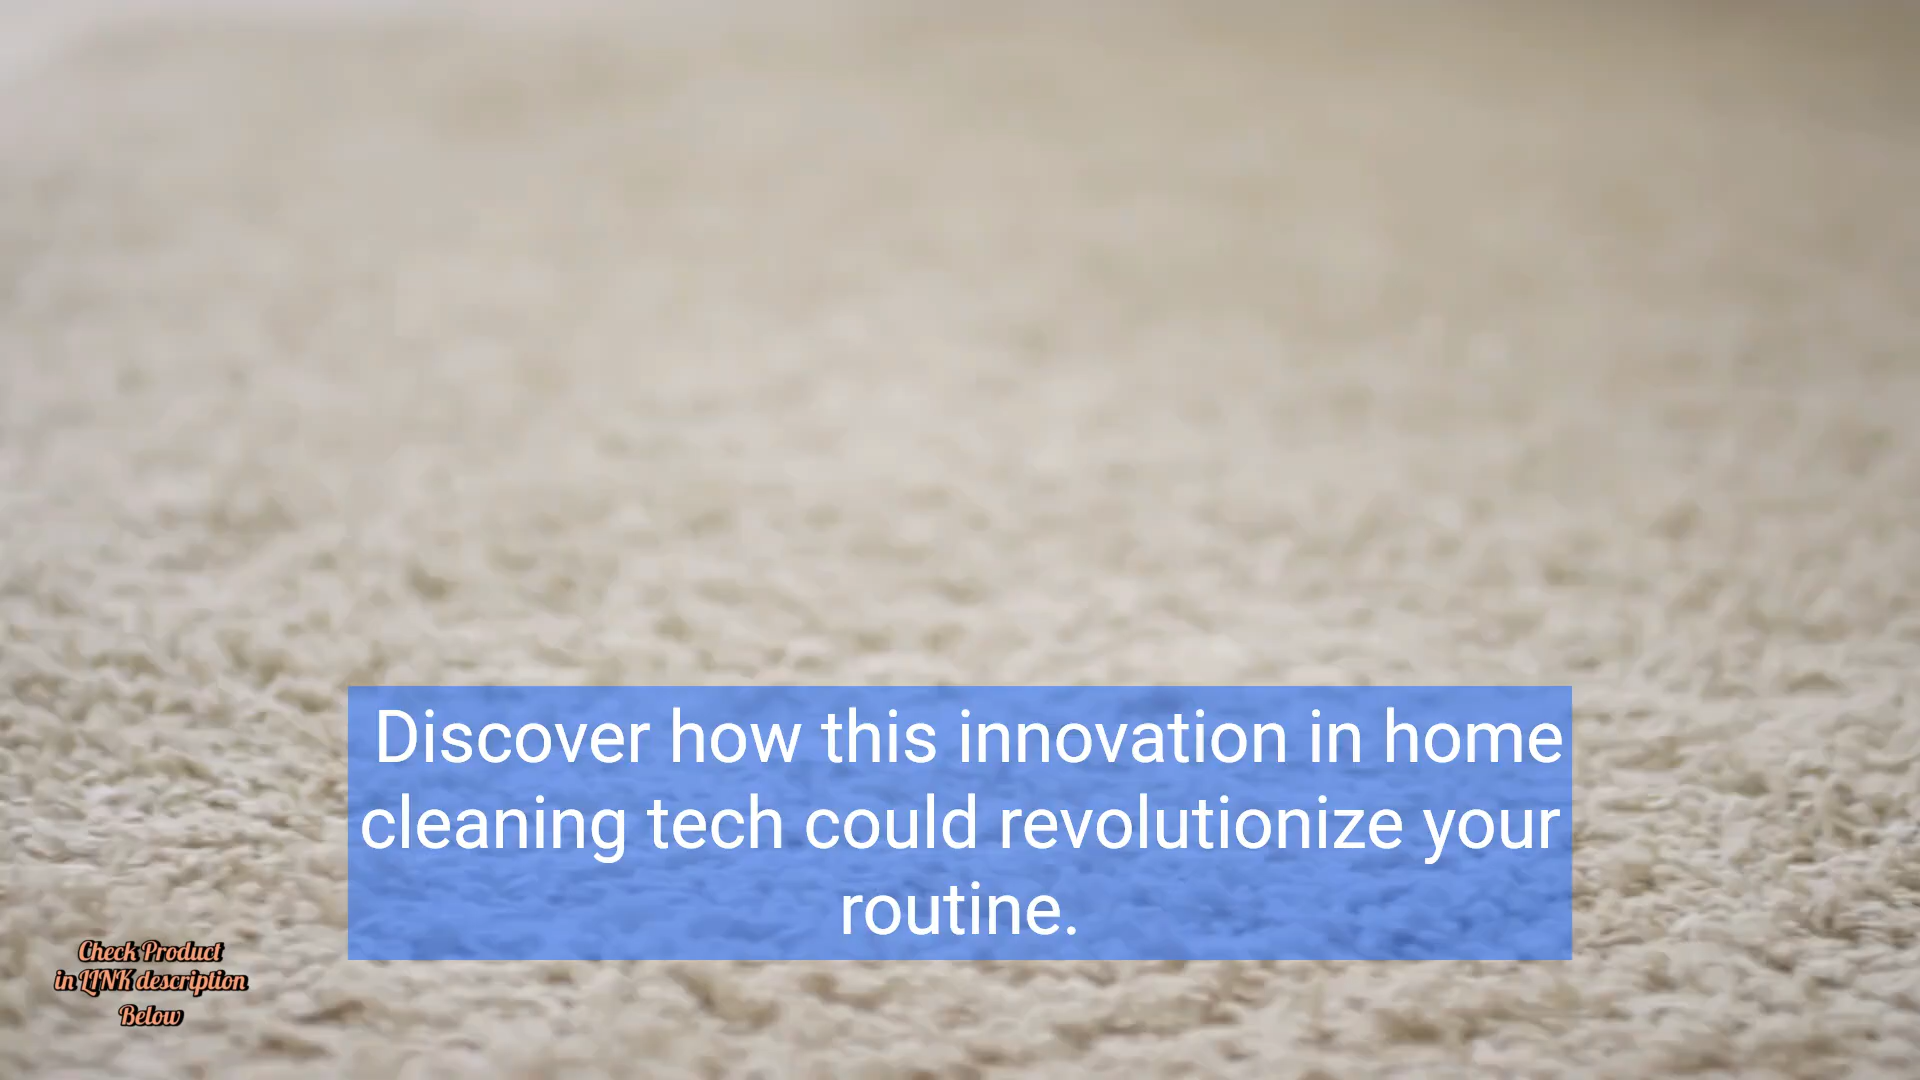 Discover how this innovation in home
cleaning tech could revolutionize your
routine.
Check Product
in LINK description
Below